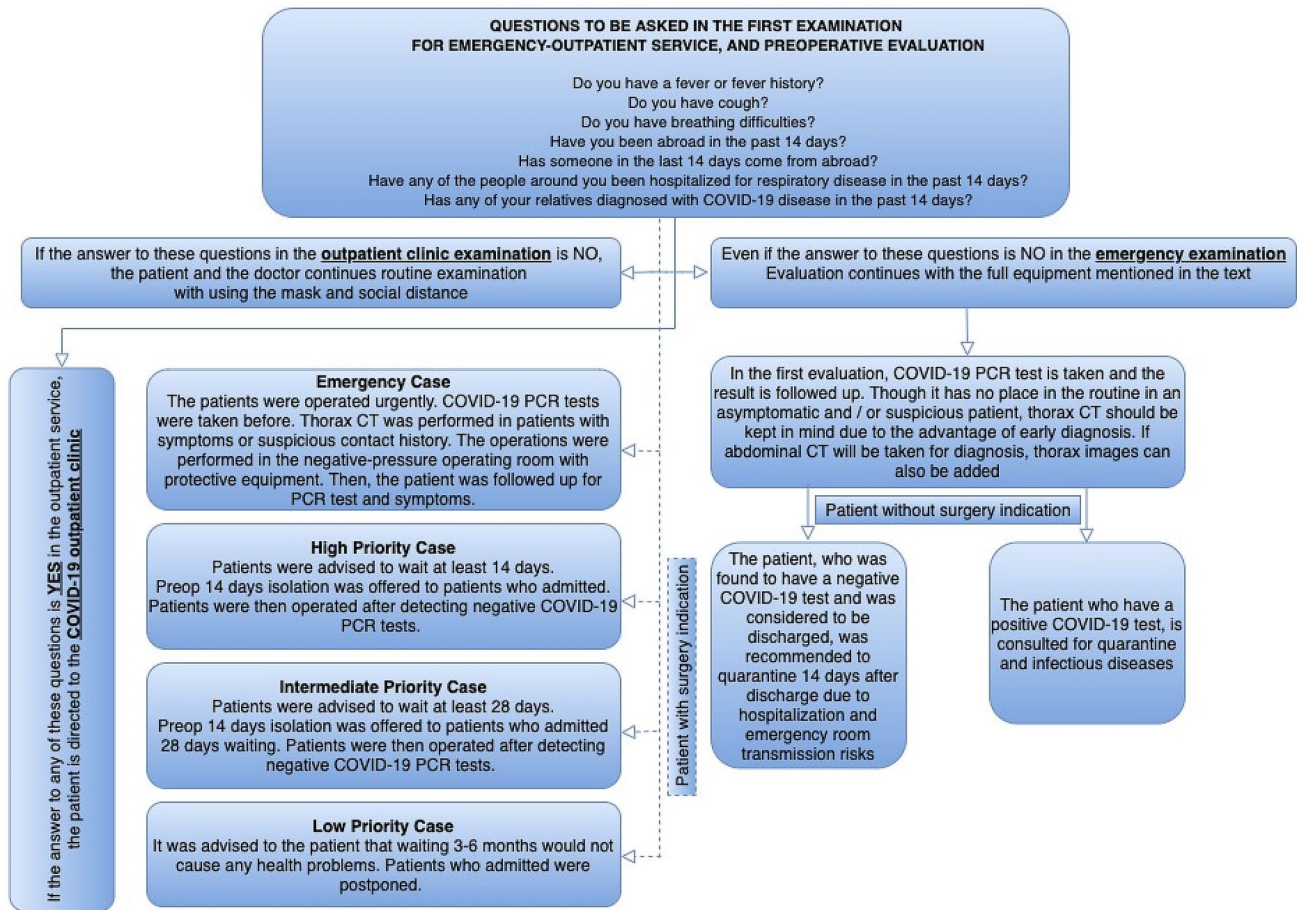 QUESTIONS TO BE ASKED IN THE FIRST EXAMINATION
FOR EMERGENCY-OUTPATIENT SERVICE, AND PREOPERATIVE EVALUATION
Do you have a fever or fever history?
Do you have cough?
Do you have breathing difficulties?
Have you been abroad in the past 14 days?
Has someone in the last 14 days come from abroad?
Have any of the people around you been hospitalized for respiratory disease in the past 14 days?
Has any of your relatives diagnosed with COVID-19 disease in the past 14 days?
If the answer to these questions in the outpatient clinic examination is NO,
the patient and the doctor continues routine examination
with using the mask and social distance
Even if the answer to these questions is NO in the emergency examination
Evaluation continues with the full equipment mentioned in the text
If the answer to any of these questions is YES in the outpatient service,
the patient is directed to the COVID-19 outpatient clinic
Emergency Case
The patients were operated urgently. COVID-19 PCR tests
were taken before. Thorax CT was performed in patients with
symptoms or suspicious contact history. The operations were
performed in the negative-pressure operating room with
protective equipment. Then, the patient was followed up for
PCR test and symptoms.
High Priority Case
Patients were advised to wait at least 14 days.
Preop 14 days isolation was offered to patients who admitted.
Patients were then operated after detecting negative COVID-19
PCR tests.
Intermediate Priority Case
Patients were advised to wait at least 28 days.
Preop 14 days isolation was offered to patients who admitted
28 days waiting. Patients were then operated after detecting
negative COVID-19 PCR tests.
Low Priority Case
It was advised to the patient that waiting 3-6 months would not
cause any health problems. Patients who admitted were
postponed.
Patient with surgery indication
In the first evaluation, COVID-19 PCR test is taken and the
result is followed up. Though it has no place in the routine in an
asymptomatic and / or suspicious patient, thorax CT should be
kept in mind due to the advantage of early diagnosis. If
abdominal CT will be taken for diagnosis, thorax images can
also be added
Patient without surgery indication
The patient, who was
found to have a negative
COVID-19 test and was
considered to be
discharged, was
recommended to
quarantine 14 days after
discharge due to
hospitalization and
emergency room
transmission risks
The patient who have a
positive COVID-19 test, is
consulted for quarantine
and infectious diseases